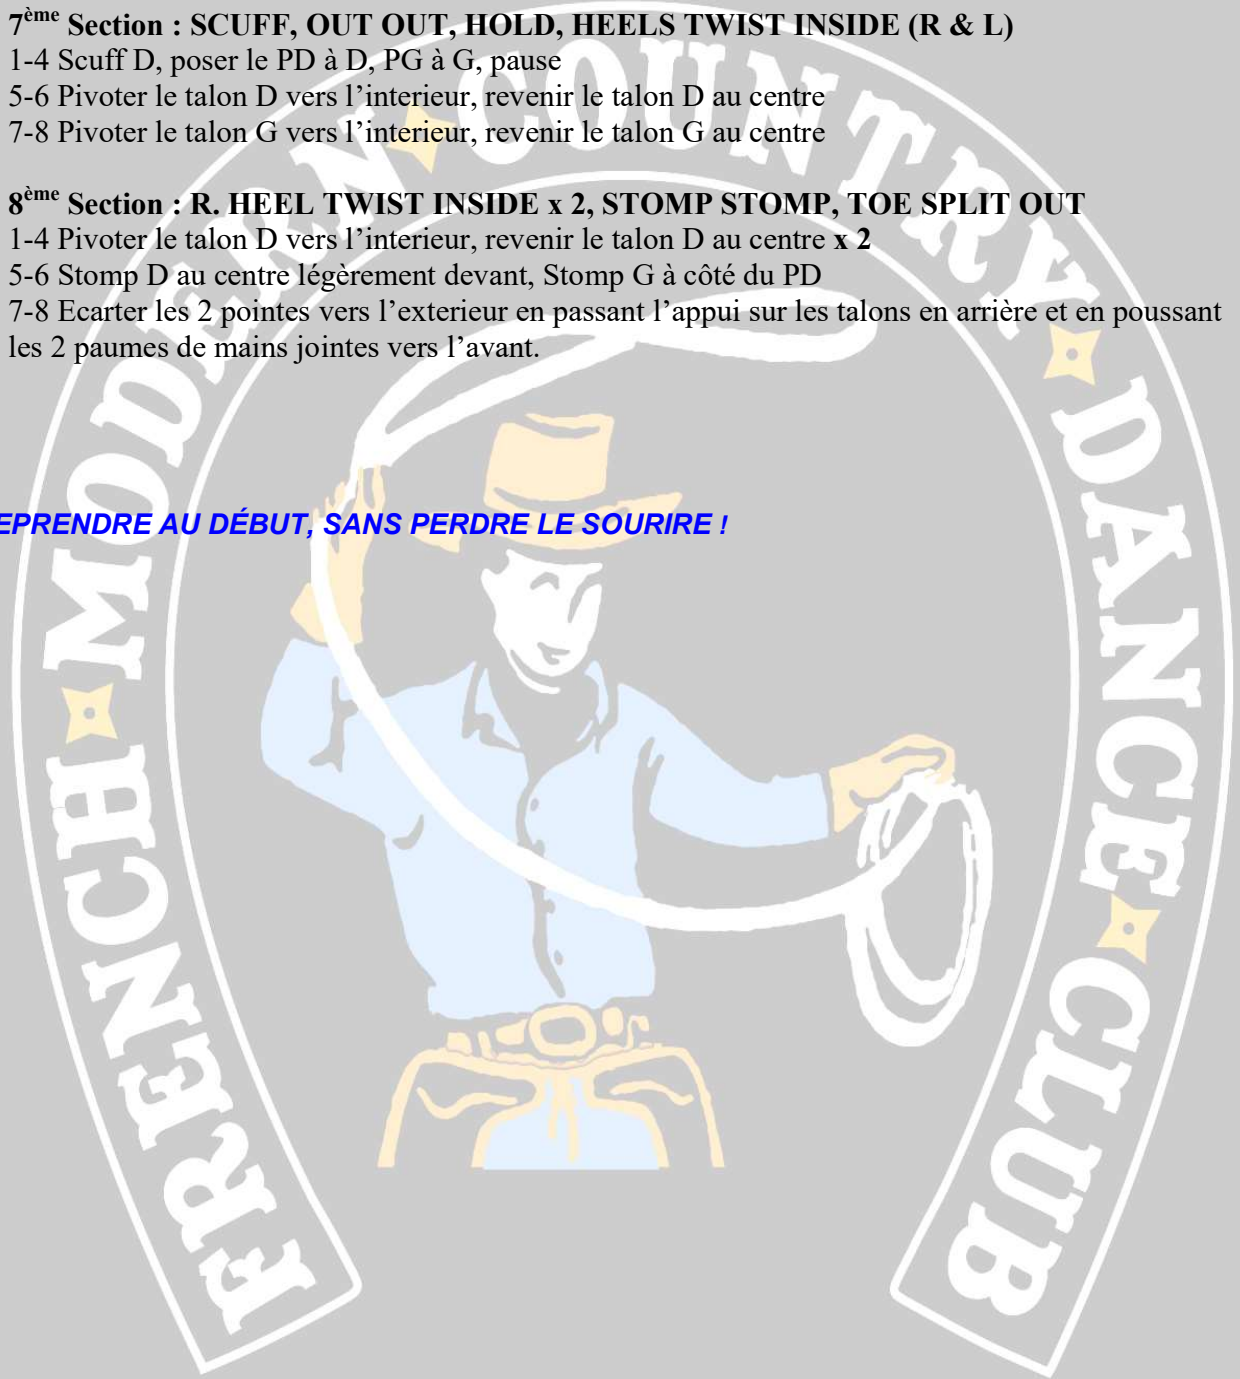 7ème Section : SCUFF, OUT OUT, HOLD, HEELS TWIST INSIDE (R & L)
1-4 Scuff D, poser le PD à D, PG à G, pause
5-6 Pivoter le talon D vers l’interieur, revenir le talon D au centre
7-8 Pivoter le talon G vers l’interieur, revenir le talon G au centre
8ème Section : R. HEEL TWIST INSIDE x 2, STOMP STOMP, TOE SPLIT OUT
1-4 Pivoter le talon D vers l’interieur, revenir le talon D au centre x 2
5-6 Stomp D au centre légèrement devant, Stomp G à côté du PD
7-8 Ecarter les 2 pointes vers l’exterieur en passant l’appui sur les talons en arrière et en poussant
les 2 paumes de mains jointes vers l’avant.
EPRENDRE AU DÉBUT, SANS PERDRE LE SOURIRE !
FRENCH MODERN COUNTRY DANCE CLUB